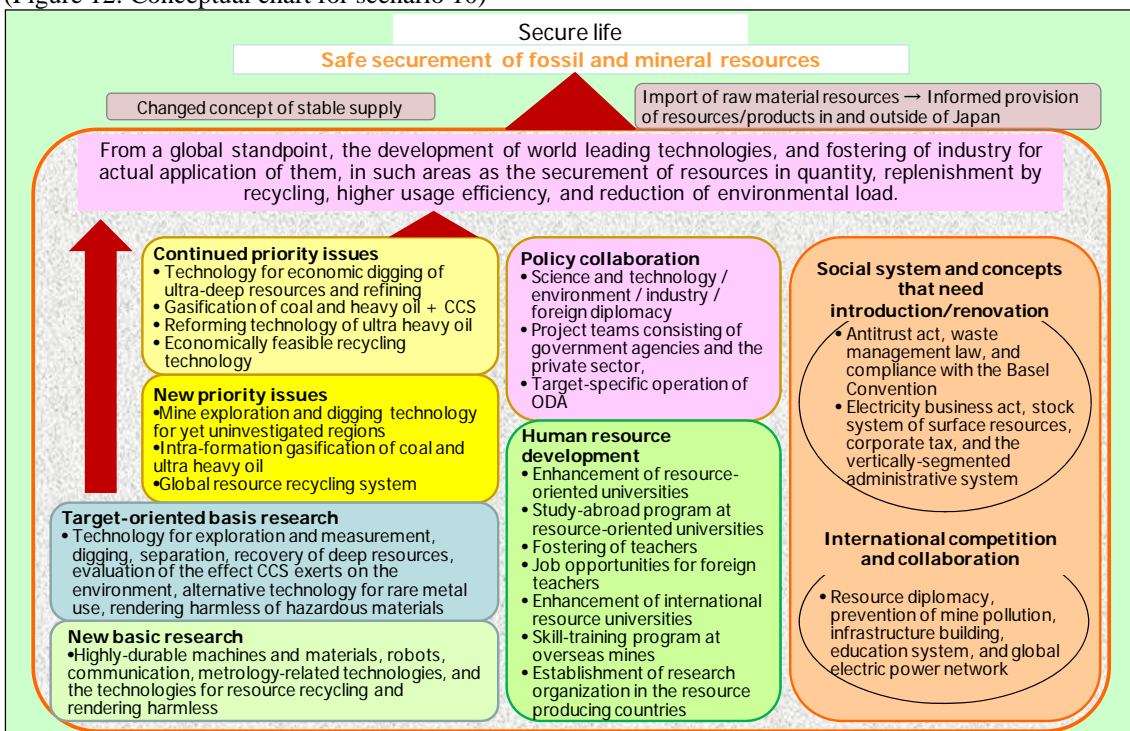 (Figure 12: Conceptual chart for scenario 10)
Secure life
Safe securement of fossil and mineral resources
Changed concept of stable supply
Import of raw material resources → Informed provision
of resources/products in and outside of Japan
From a global standpoint, the development of world leading technologies, and fostering of industry for
actual application of them, in such areas as the securement of resources in quantity, replenishment by
recycling, higher usage efficiency, and reduction of environmental load.
Continued priority issues
• Technology for economic digging of
ultra-deep resources and refining
• Gasification of coal and heavy oil + CCS
• Reforming technology of ultra heavy oil
• Economically feasible recycling
technology
New priority issues
•Mine exploration and digging technology
for yet uninvestigated regions
•Intra-formation gasification of coal and
ultra heavy oil
•Global resource recycling system
Target-oriented basis research
• Technology for exploration and measurement,
digging, separation, recovery of deep resources,
evaluation of the effect CCS exerts on the
environment, alternative technology for rare metal
use, rendering harmless of hazardous materials
New basic research
•Highly-durable machines and materials, robots,
communication, metrology-related technologies, and
the technologies for resource recycling and
rendering harmless
Policy collaboration
• Science and technology /
environment / industry /
foreign diplomacy
• Project teams consisting of
government agencies and the
private sector,
• Target-specific operation of
ODA
Human resource
development
• Enhancement of resource-
oriented universities
• Study-abroad program at
resource-oriented universities
• Fostering of teachers
• Job opportunities for foreign
teachers
• Enhancement of international
resource universities
• Skill-training program at
overseas mines
• Establishment of research
organization in the resource
producing countries
Social system and concepts
that need
introduction/renovation
• Antitrust act, waste
management law, and
compliance with the Basel
Convention
• Electricity business act, stock
system of surface resources,
corporate tax, and the
vertically-segmented
administrative system
International competition
and collaboration
• Resource diplomacy,
prevention of mine pollution,
infrastructure building,
education system, and global
electric power network